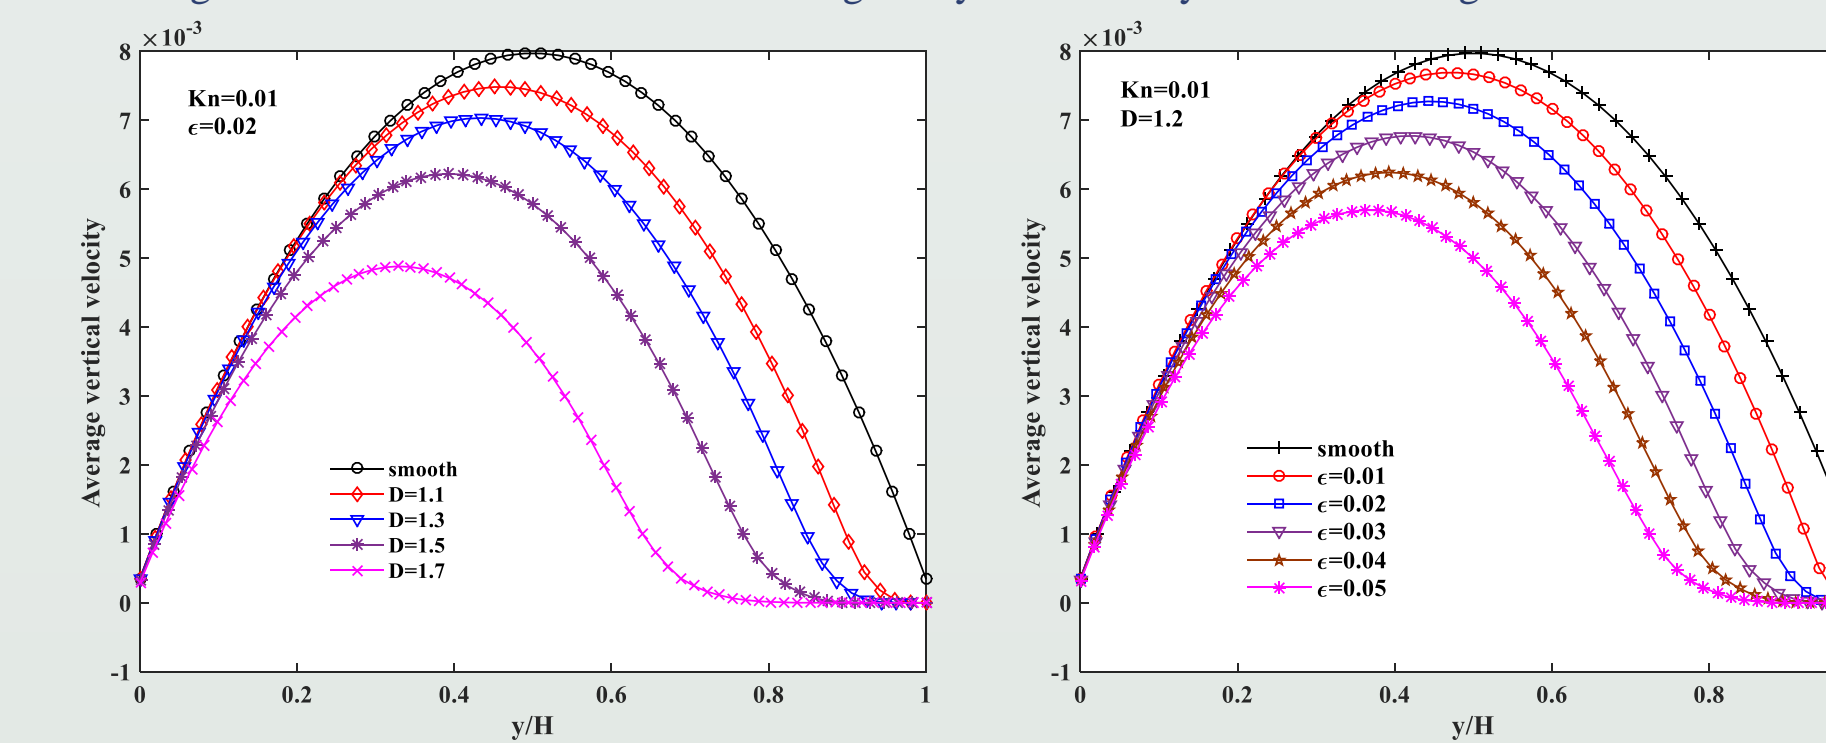 ×10-3
8
7
6
5
4
3
2
1
0
-1
Average vertical velocity
Kn=0.01
ϵ=0.02
smooth
D=1.1
D=1.3
D=1.5
D=1.7
0 0.2 0.4 0.6 0.8 1
y/H
×10-3
8
7
6
5
4
3
2
1
0
-1
Average vertical velocity
Kn=0.01
D=1.2
smooth
ϵ=0.01
ϵ=0.02
ϵ=0.03
ϵ=0.04
ϵ=0.05
0 0.2 0.4 0.6 0.8
y/H